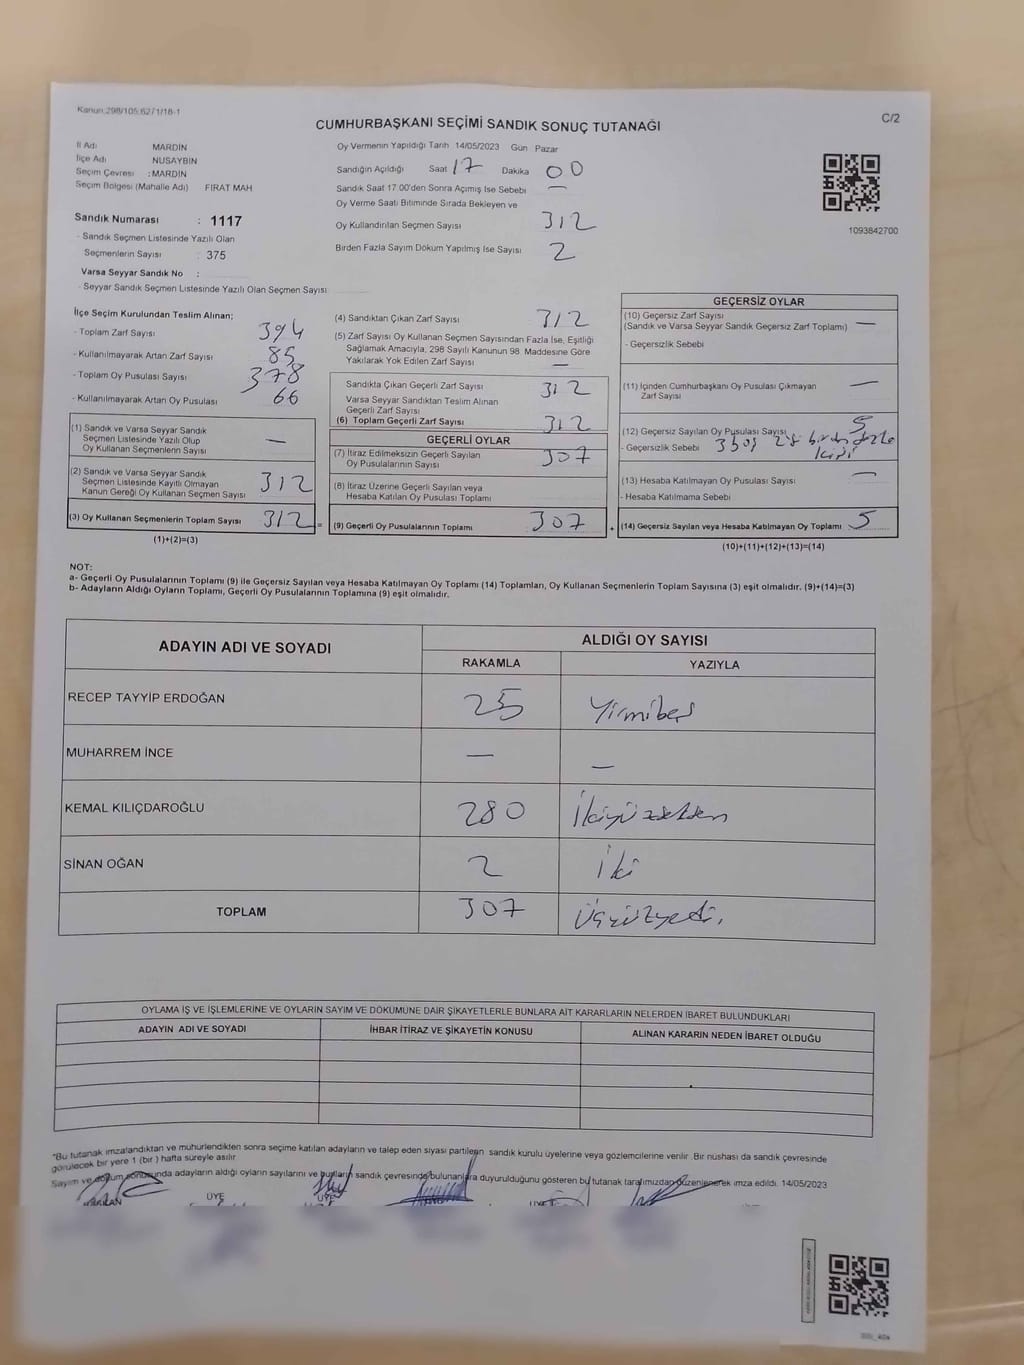 Kanun:298/105;6271/18-1
C/2
CUMHURBAŞKANI SEÇİMİ SANDIK SONUÇ TUTANAĞI
İl Adı MARDİN
İlçe Adı NUSAYBİN
Seçim Çevresi : MARDİN
Seçim Bölgesi (Mahalle Adı) FIRAT MAH
Sandık Numarası : 1117
- Sandık Seçmen Listesinde Yazılı Olan
Seçmenlerin Sayısı : 375
Varsa Seyyar Sandık No :
- Seyyar Sandık Seçmen Listesinde Yazılı Olan Seçmen Sayısı
Oy Vermenin Yapıldığı Tarih 14/05/2023 Gün Pazar
Sandığın Açıldığı Saat 17 Dakika 00
Sandık Saat 17 00'den Sonra Açımış İse Sebebi —
Oy Verme Saati Bitiminde Sırada Bekleyen ve
Oy Kullandırılan Seçmen Sayısı 312
Birden Fazla Sayım Döküm Yapılmış İse Sayısı 2
1093842700
İlçe Seçim Kurulundan Teslim Alınan;
- Toplam Zarf Sayısı 394
- Kullanılmayarak Artan Zarf Sayısı 85
- Toplam Oy Pusulası Sayısı 378
- Kullanılmayarak Artan Oy Pusulası 66
(1) Sandık ve Varsa Seyyar Sandık
Seçmen Listesinde Yazılı Olup
Oy Kullanan Seçmenlerin Sayısı —
(2) Sandık ve Varsa Seyyar Sandık
Seçmen Listesinde Kayıtlı Olmayan
Kanun Gereği Oy Kullanan Seçmen Sayısı 312
(3) Oy Kullanan Seçmenlerin Toplam Sayısı 312 =
(1)+(2)=(3)
(4) Sandıktan Çıkan Zarf Sayısı 312
(5) Zarf Sayısı Oy Kullanan Seçmen Sayısından Fazla İse, Eşitliği
Sağlamak Amacıyla, 298 Sayılı Kanunun 98. Maddesine Göre
Yakılarak Yok Edilen Zarf Sayısı —
Sandıkta Çıkan Geçerli Zarf Sayısı 312
Varsa Seyyar Sandıktan Teslim Alınan
Geçerli Zarf Sayısı
(6) Toplam Geçerli Zarf Sayısı 312
GEÇERLİ OYLAR
(7) İtiraz Edilmeksizin Geçerli Sayılan
Oy Pusulalarının Sayısı 307
(8) İtiraz Üzerine Geçerli Sayılan veya
Hesaba Katılan Oy Pusulası Toplamı
(9) Geçerli Oy Pusulalarının Toplamı 307 +
GEÇERSİZ OYLAR
(10) Geçersiz Zarf Sayısı
(Sandık ve Varsa Seyyar Sandık Geçersiz Zarf Toplamı) —
- Geçersizlik Sebebi
(11) İçinden Cumhurbaşkanı Oy Pusulası Çıkmayan
Zarf Sayısı —
(12) Geçersiz Sayılan Oy Pusulası Sayısı 5
- Geçersizlik Sebebi birden fazla
kişi
(13) Hesaba Katılmayan Oy Pusulası Sayısı —
- Hesaba Katılmama Sebebi
(14) Geçersiz Sayılan veya Hesaba Katılmayan Oy Toplamı 5
(10)+(11)+(12)+(13)=(14)
NOT:
a- Geçerli Oy Pusulalarının Toplamı (9) ile Geçersiz Sayılan veya Hesaba Katılmayan Oy Toplamı (14) Toplamları, Oy Kullanan Seçmenlerin Toplam Sayısına (3) eşit olmalıdır. (9)+(14)=(3)
b- Adayların Aldığı Oyların Toplamı, Geçerli Oy Pusulalarının Toplamına (9) eşit olmalıdır.
ADAYIN ADI VE SOYADI
ALDIĞI OY SAYISI
RAKAMLA YAZIYLA
RECEP TAYYİP ERDOĞAN 25 Yirmibeş
MUHARREM İNCE — —
KEMAL KILIÇDAROĞLU 280 İkiyüzseksen
SİNAN OĞAN 2 İki
TOPLAM 307 Üçyüzyedi.
OYLAMA İŞ VE İŞLEMLERİNE VE OYLARIN SAYIM VE DÖKÜMÜNE DAİR ŞİKAYETLERLE BUNLARA AİT KARARLARIN NELERDEN İBARET BULUNDUKLARI
ADAYIN ADI VE SOYADI İHBAR İTİRAZ VE ŞİKAYETİN KONUSU ALINAN KARARIN NEDEN İBARET OLDUĞU
*Bu tutanak imzalandıktan ve mühürlendikten sonra seçime katılan adayların ve talep eden siyasi partilerin sandık kurulu üyelerine veya gözlemcilerine verilir .Bir nüshası da sandık çevresinde
görülecek bir yere 1 (bir ) hafta süreyle asılır
Sayım ve döküm sonucunda adayların aldığı oyların sayılarını ve bunların sandık çevresinde bulunanlara duyurulduğunu gösteren bu tutanak tarafımızdan düzenlenerek imza edildi. 14/05/2023
ÜYE ÜYE